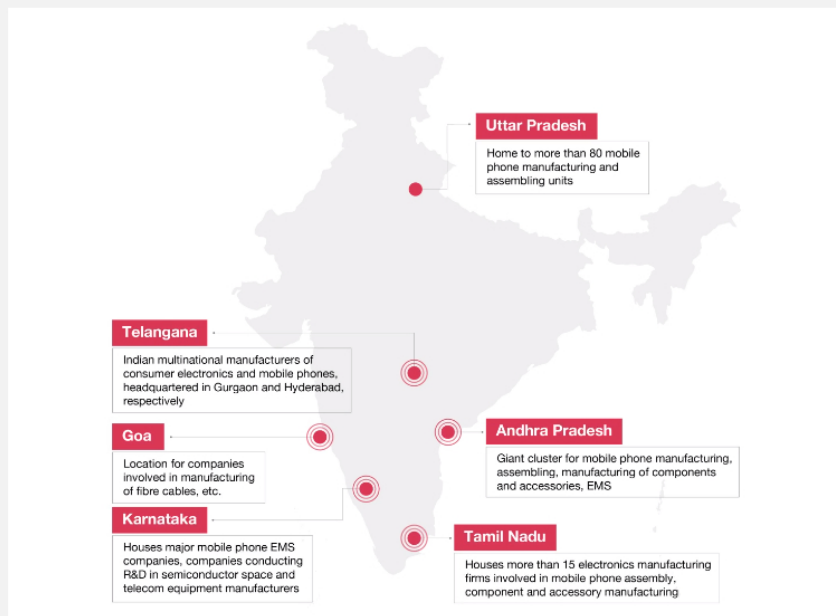 Uttar Pradesh
Home to more than 80 mobile
phone manufacturing and
assembling units
Telangana
Indian multinational manufacturers of
consumer electronics and mobile phones,
headquartered in Gurgaon and Hyderabad,
respectively
Goa
Location for companies
involved in manufacturing
of fibre cables, etc.
Andhra Pradesh
Giant cluster for mobile phone manufacturing,
assembling, manufacturing of components
and accessories, EMS
Karnataka
Houses major mobile phone EMS
companies, companies conducting
R&D in semiconductor space and
telecom equipment manufacturers
Tamil Nadu
Houses more than 15 electronics manufacturing
firms involved in mobile phone assembly,
component and accessory manufacturing